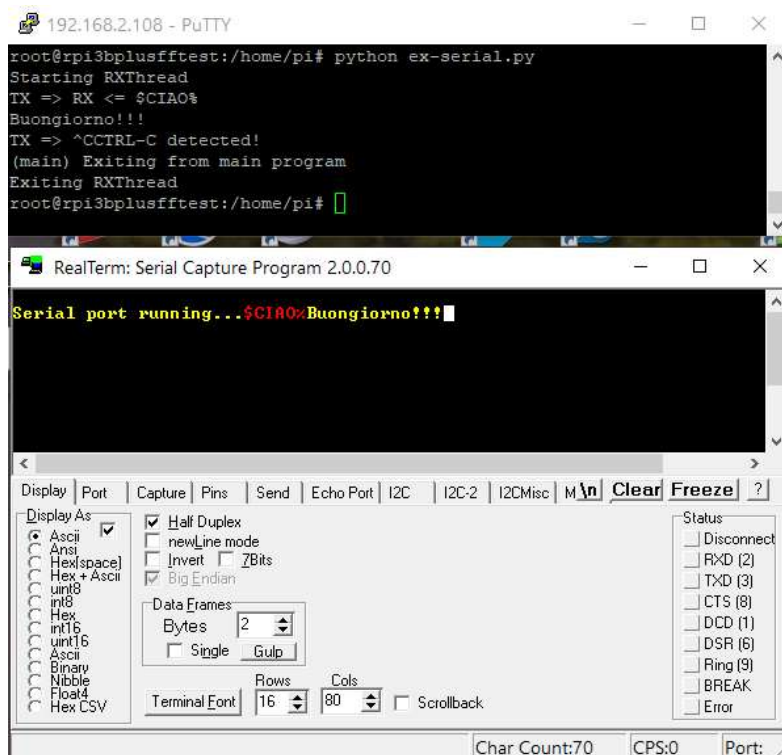 192.168.2.108 - PuTTY
root@rpi3bplusfftest:/home/pi# python ex-serial.py
Starting RXThread
TX => RX <= $CIAO%
Buongiorno!!!
TX => ^CCTRL-C detected!
(main) Exiting from main program
Exiting RXThread
root@rpi3bplusfftest:/home/pi#
RealTerm: Serial Capture Program 2.0.0.70
Serial port running...$CIAO%Buongiorno!!!
Display Port Capture Pins Send Echo Port I2C I2C-2 I2CMisc M \n Clear Freeze ?
Display As
Ascii
Ansi
Hex[space]
Hex + Ascii
uint8
int8
Hex
int16
uint16
Ascii
Binary
Nibble
Float4
Hex CSV
Half Duplex
newLine mode
Invert 7Bits
Big Endian
Data Frames
Bytes 2
Single Gulp
Rows Cols
Terminal Font 16 80 Scrollback
Status
Disconnect
RXD (2)
TXD (3)
CTS (8)
DCD (1)
DSR (6)
Ring (9)
BREAK
Error
Char Count:70 CPS:0 Port: